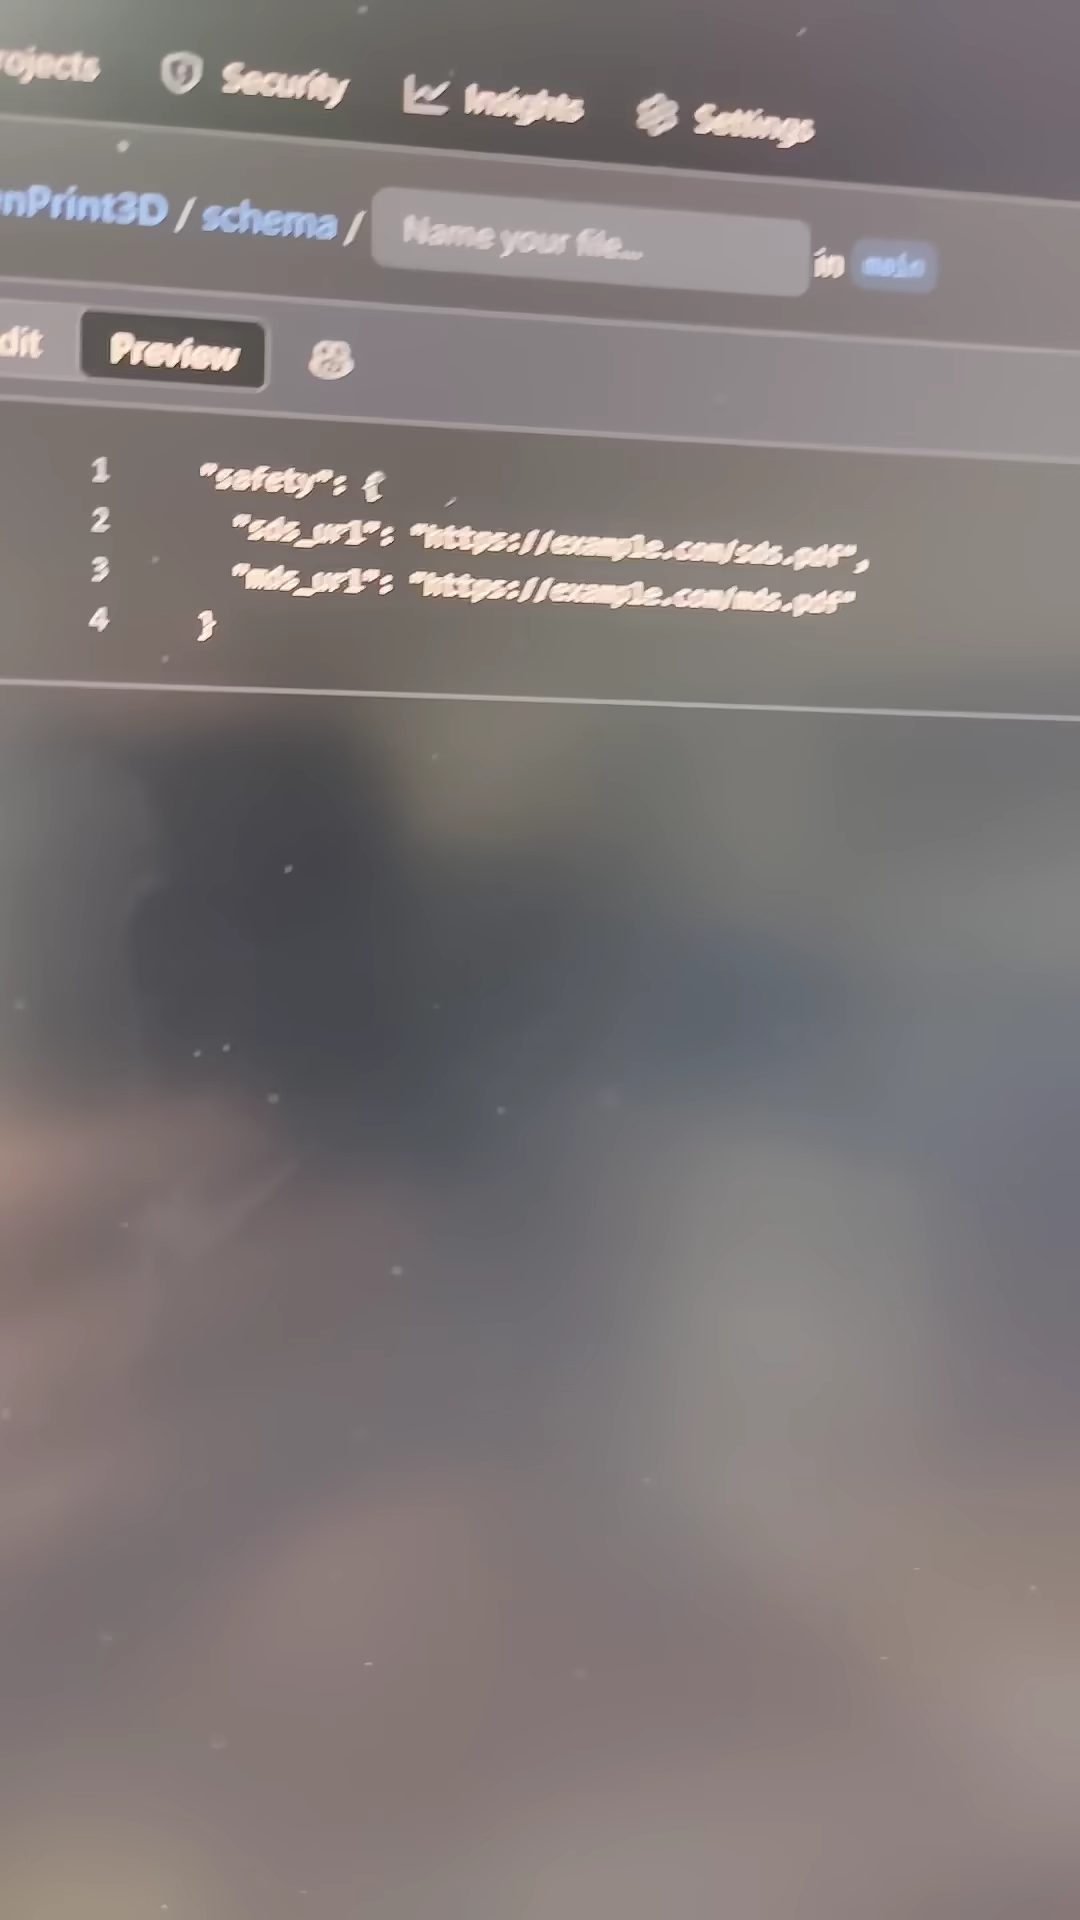 rojects Security Insights Settings
nPrint3D / schema / Name your file... in main
dit Preview
1 "safety": {
2 "sds_url": "https://example.com/sds.pdf",
3 "mds_url": "https://example.com/mds.pdf"
4 }